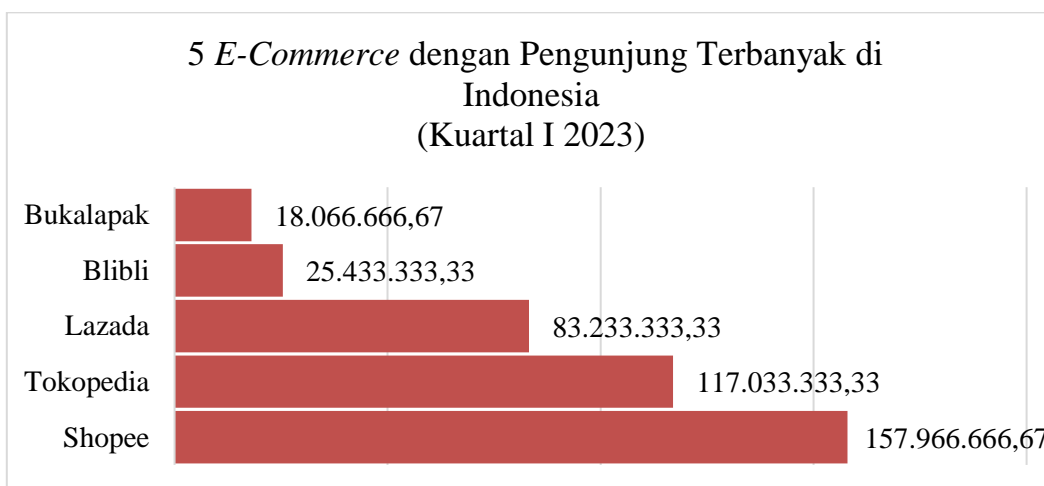 5 E-Commerce dengan Pengunjung Terbanyak di
Indonesia
(Kuartal I 2023)
Bukalapak 18.066.666,67
Blibli 25.433.333,33
Lazada 83.233.333,33
Tokopedia 117.033.333,33
Shopee 157.966.666,67